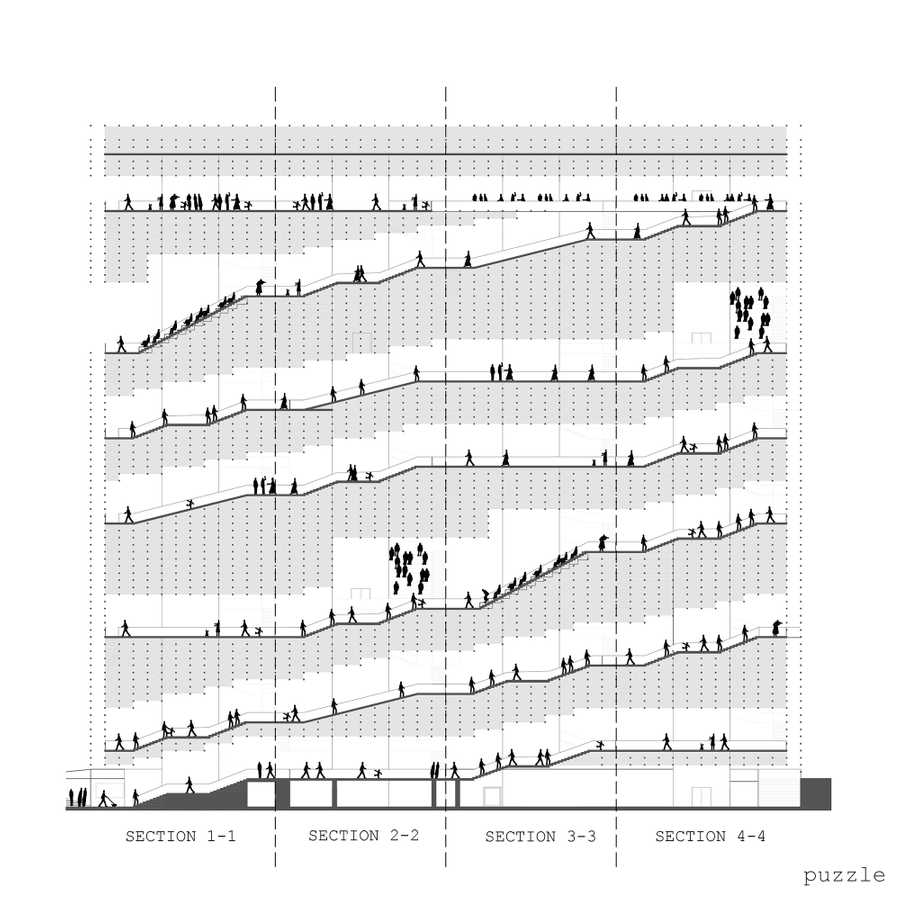 SECTION 1-1
SECTION 2-2
SECTION 3-3
SECTION 4-4
puzzle